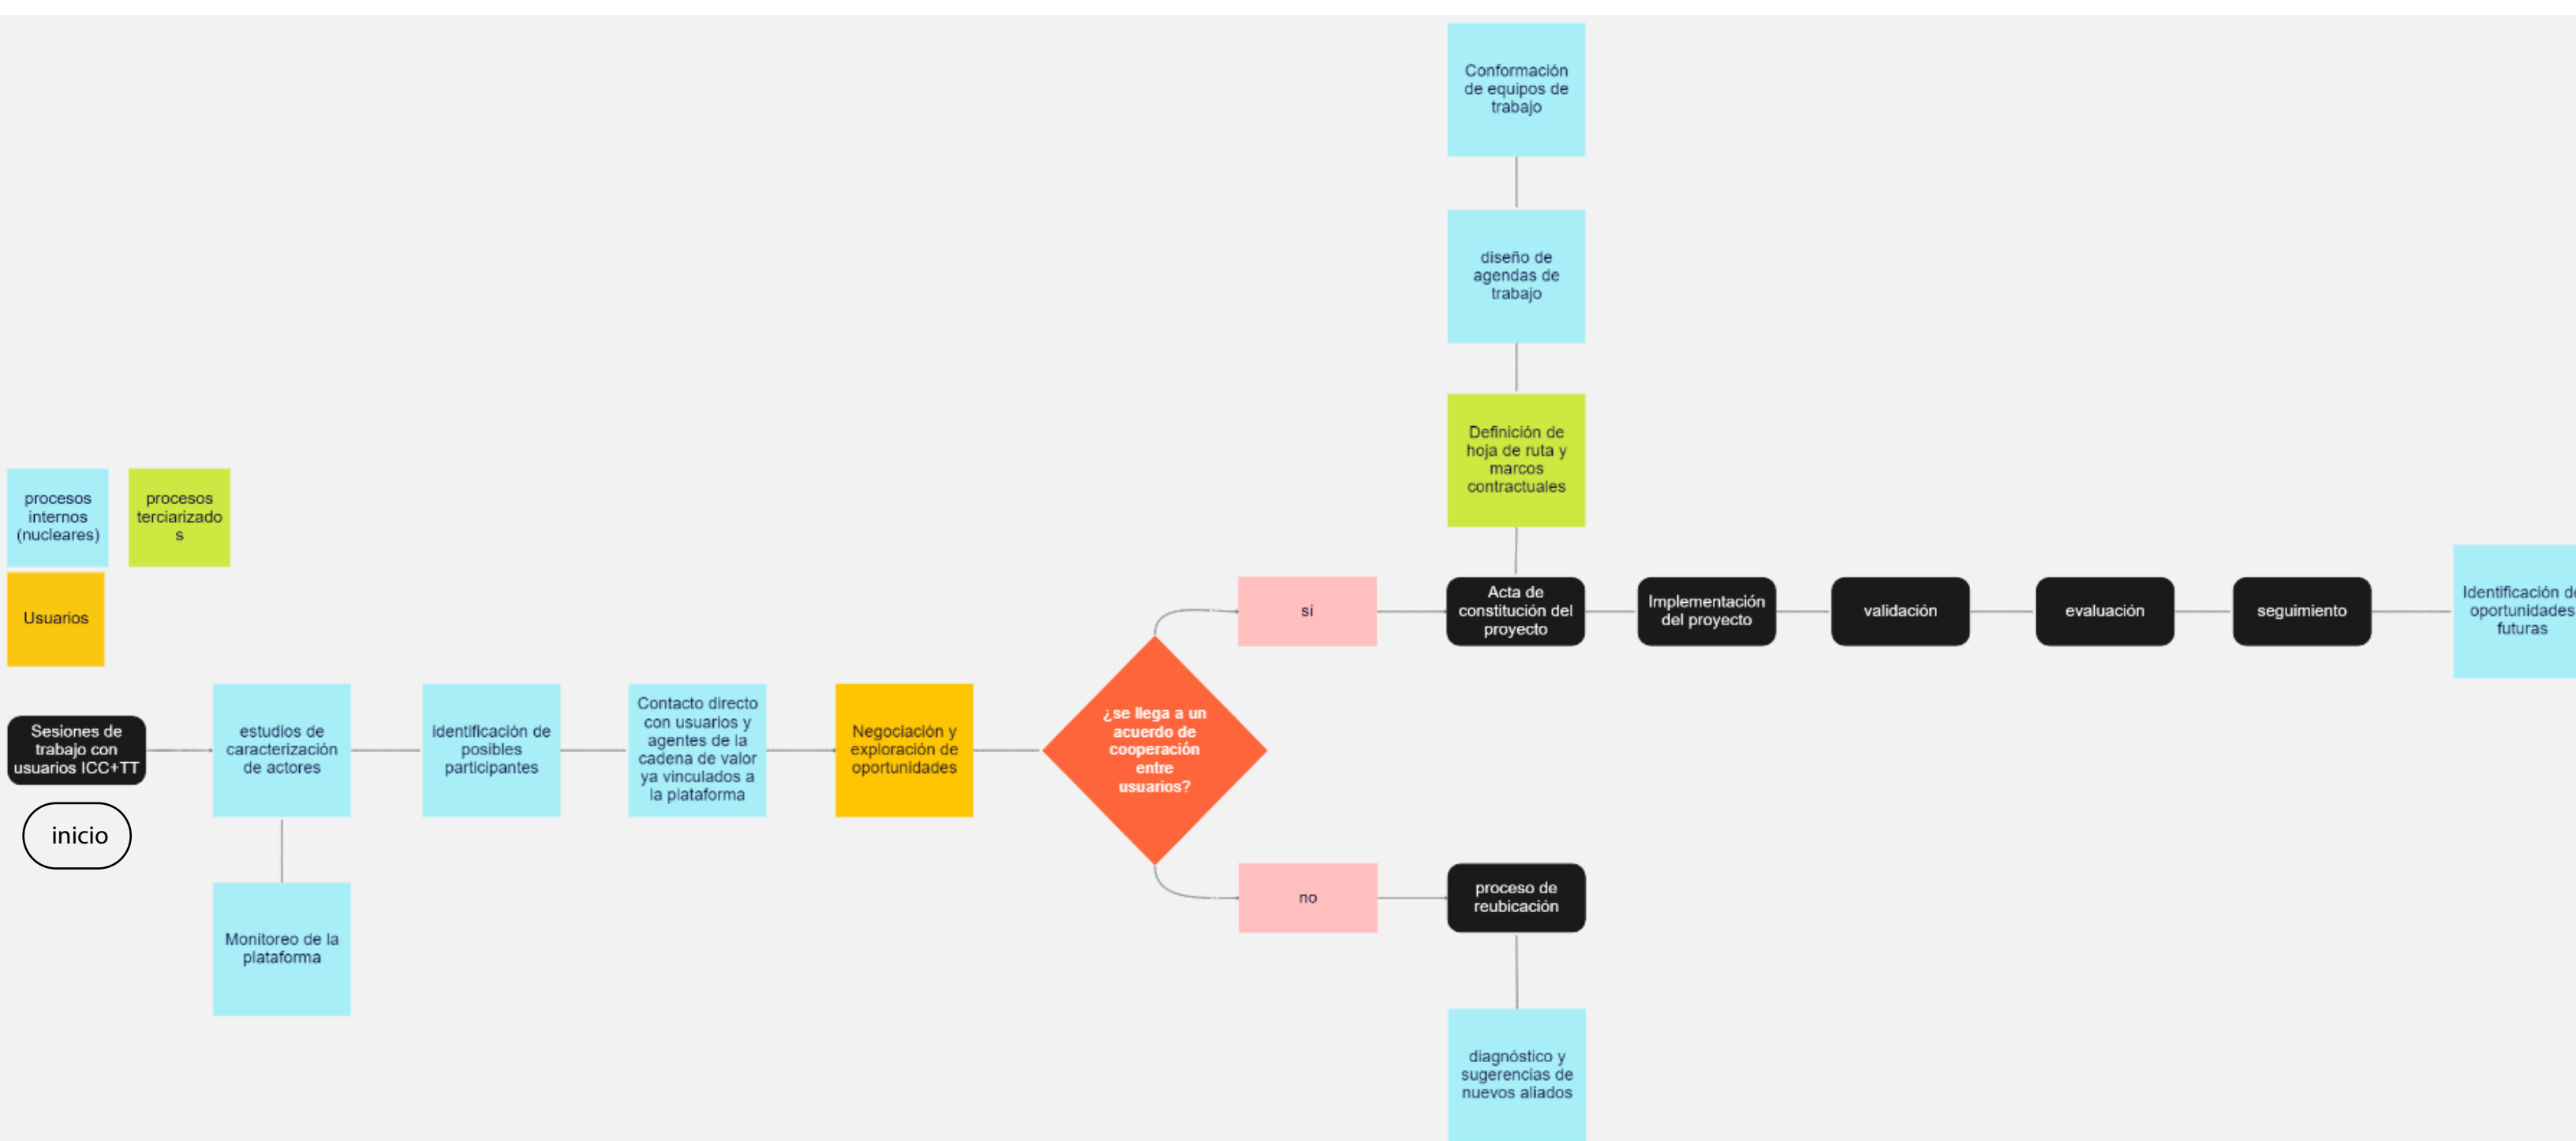 Conformación
de equipos de
trabajo
diseño de
agendas de
trabajo
Definición de
hoja de ruta y
marcos
contractuales
procesos
internos
(nucleares)
procesos
terciarizado
s
Usuarios
sí
Acta de
constitución del
proyecto
Implementación
del proyecto
validación
evaluación
seguimiento
Identificación de
oportunidades
futuras
Sesiones de
trabajo con
usuarios ICC+TT
inicio
estudios de
caracterización
de actores
identificación de
posibles
participantes
Contacto directo
con usuarios y
agentes de la
cadena de valor
ya vinculados a
la plataforma
Negociación y
exploración de
oportunidades
¿se llega a un
acuerdo de
cooperación
entre
usuarios?
no
proceso de
reubicación
Monitoreo de la
plataforma
diagnóstico y
sugerencias de
nuevos aliados